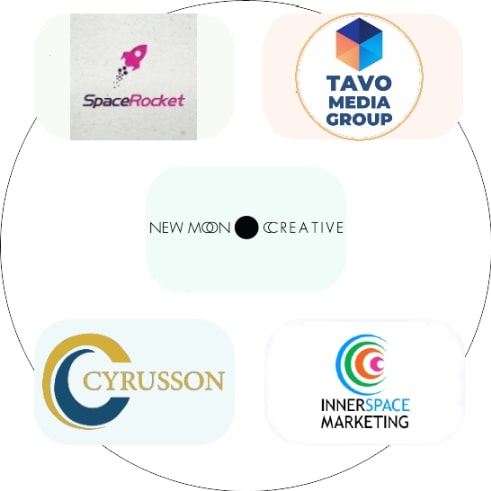 SpaceRocket
TAVO
MEDIA
GROUP
NEW MOON CREATIVE
CYRUSSON
INNERSPACE
MARKETING